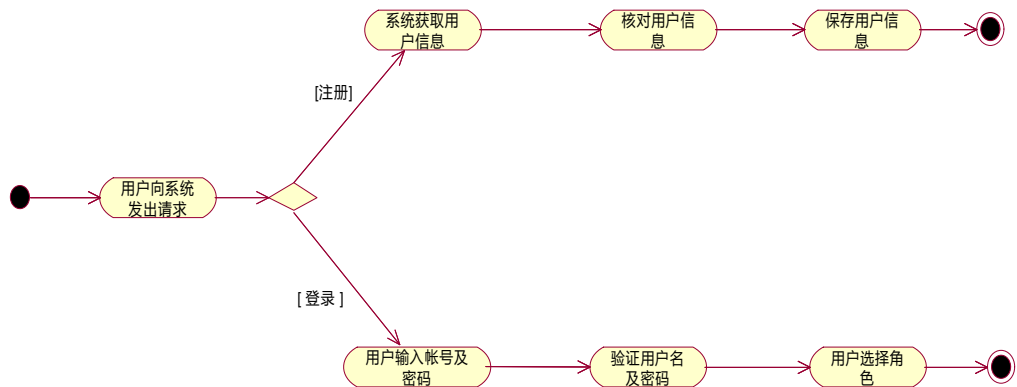 系统获取用
户信息
核对用户信
息
保存用户信
息
[注册]
用户向系统
发出请求
[ 登录 ]
用户输入帐号及
密码
验证用户名
及密码
用户选择角
色